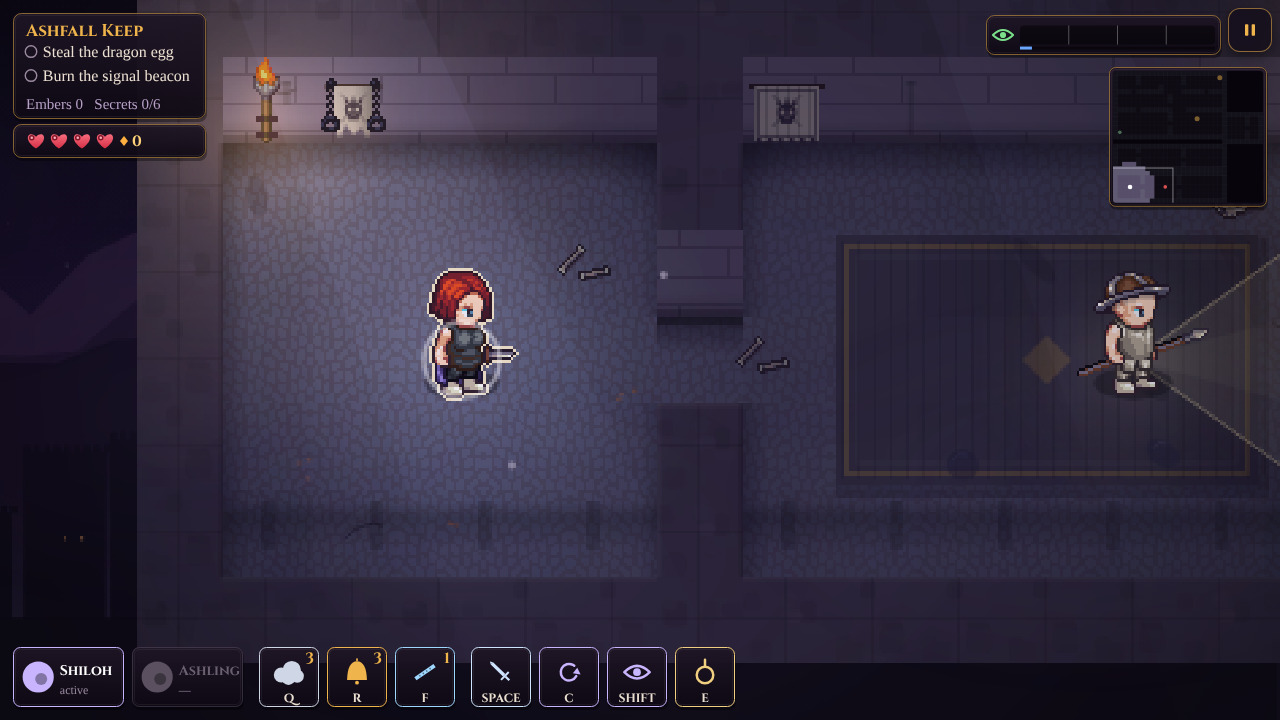 Ashfall Keep
Steal the dragon egg
Burn the signal beacon
Embers 0 Secrets 0/6
0
Shiloh
active
Ashling
—
3
Q
3
R
1
F
SPACE
C
SHIFT
E